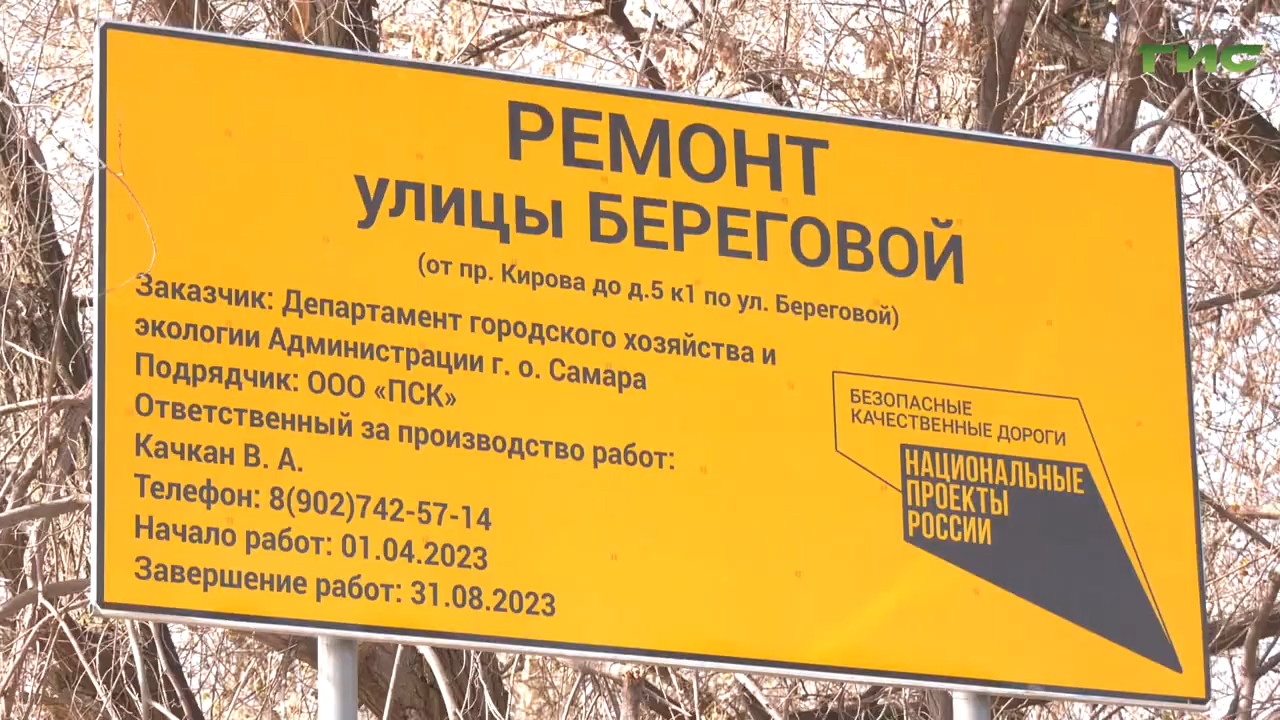 ГИС
РЕМОНТ
улицы БЕРЕГОВОЙ
(от пр. Кирова до д.5 к1 по ул. Береговой)
Заказчик: Департамент городского хозяйства и
экологии Администрации г. о. Самара
Подрядчик: ООО «ПСК»
Ответственный за производство работ:
Качкан В. А.
Телефон: 8(902)742-57-14
Начало работ: 01.04.2023
Завершение работ: 31.08.2023
БЕЗОПАСНЫЕ
КАЧЕСТВЕННЫЕ ДОРОГИ
НАЦИОНАЛЬНЫЕ
ПРОЕКТЫ
РОССИИ